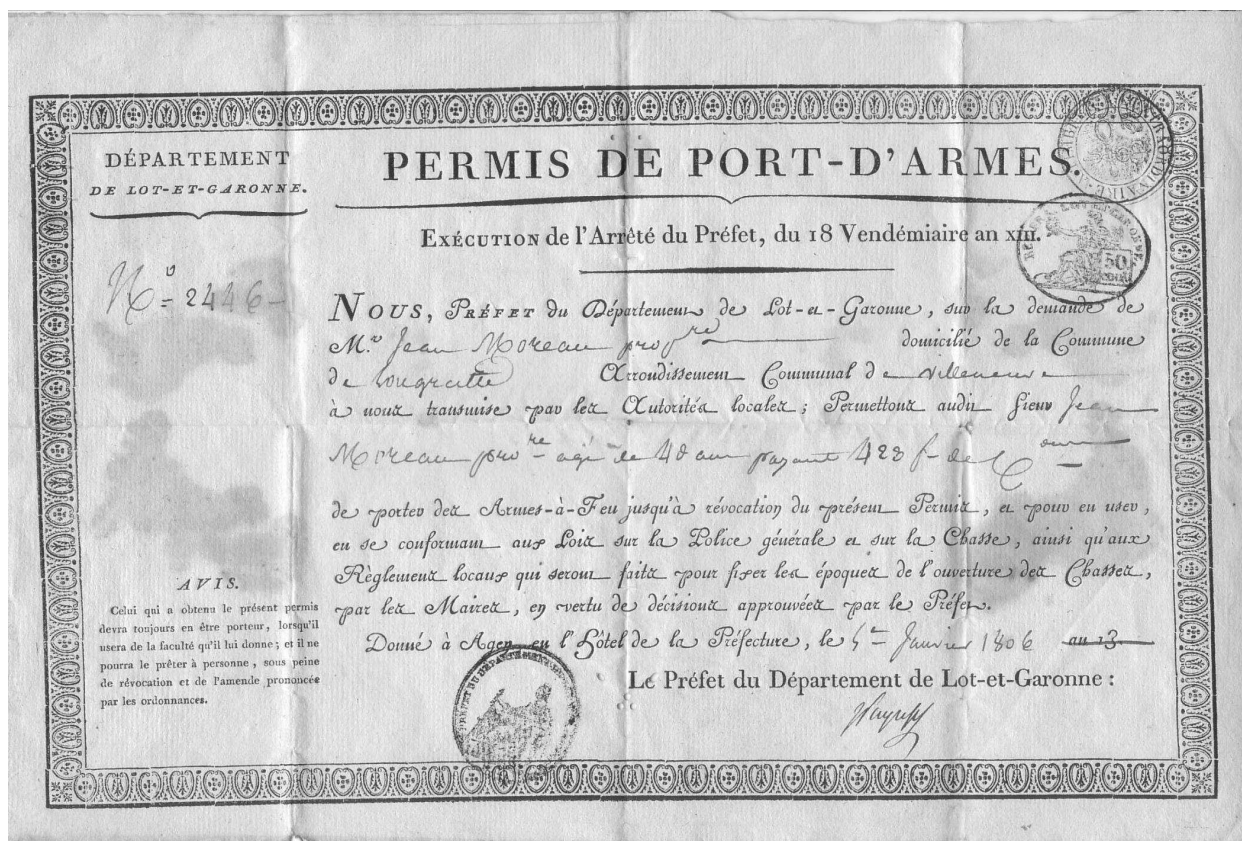 DÉPARTEMENT
DE LOT-ET-GARONNE.
N.º = 2446 -
AVIS.
Celui qui a obtenu le présent permis
devra toujours en être porteur, lorsqu'il
usera de la faculté qu'il lui donne ; et il ne
pourra le prêter à personne, sous peine
de révocation et de l'amende prononcée
par les ordonnances.
PERMIS DE PORT-D'ARMES.
EXÉCUTION de l'Arrêté du Préfet, du 18 Vendémiaire an XIII.
50
NOUS, PRÉFET du Département de Lot-et-Garonne, sur la demande de
M.r Jean Moreau prop.re domicilié de la Commune
de Lougratte Arrondissement Communal de Villeneuve
à nous transmise par les Autorités locales ; Permettons audit Sieur Jean
Moreau pro.re agé de 48 ans payant 428 f. de
de porter des Armes-à-Feu jusqu'à révocation du présent Permis, et pour en user,
en se conformant aux Loix sur la Police générale et sur la Chasse, ainsi qu'aux
Règlements locaux qui seront faits pour fixer les époques de l'ouverture des Chasses,
par les Maires, en vertu de décisions approuvées par le Préfet.
Donné à Agen, en l'Hôtel de la Préfecture, le Janvier 1806 an 13
Le Préfet du Département de Lot-et-Garonne :